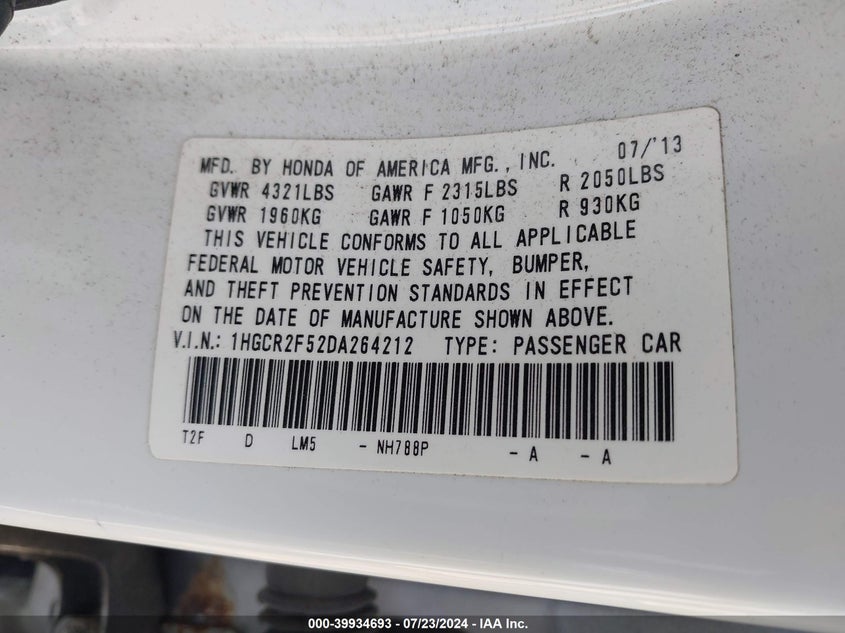 MFD. BY HONDA OF AMERICA MFG., INC. 07/'13
GVWR 4321LBS GAWR F 2315LBS R 2050LBS
GVWR 1960KG GAWR F 1050KG R 930KG
THIS VEHICLE CONFORMS TO ALL APPLICABLE
FEDERAL MOTOR VEHICLE SAFETY, BUMPER,
AND THEFT PREVENTION STANDARDS IN EFFECT
ON THE DATE OF MANUFACTURE SHOWN ABOVE.
V.I.N.: 1HGCR2F52DA264212 TYPE: PASSENGER CAR
T2F D LM5 - NH788P - A - A
000-39934693 / 07/23/2024 - IAA Inc.